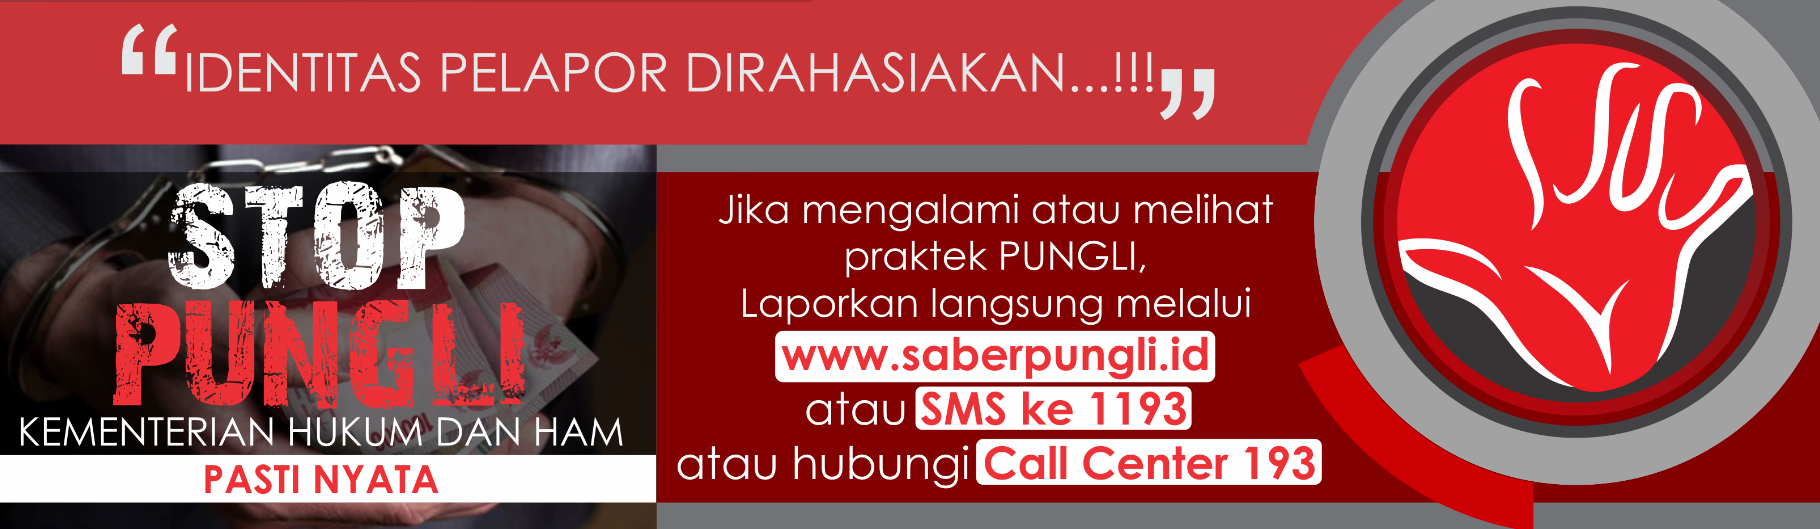 “IDENTITAS PELAPOR DIRAHASIAKAN...!!!”
STOP
PUNGLI
KEMENTERIAN HUKUM DAN HAM
PASTI NYATA
Jika mengalami atau melihat
praktek PUNGLI,
Laporkan langsung melalui
www.saberpungli.id
atau SMS ke 1193
atau hubungi Call Center 193